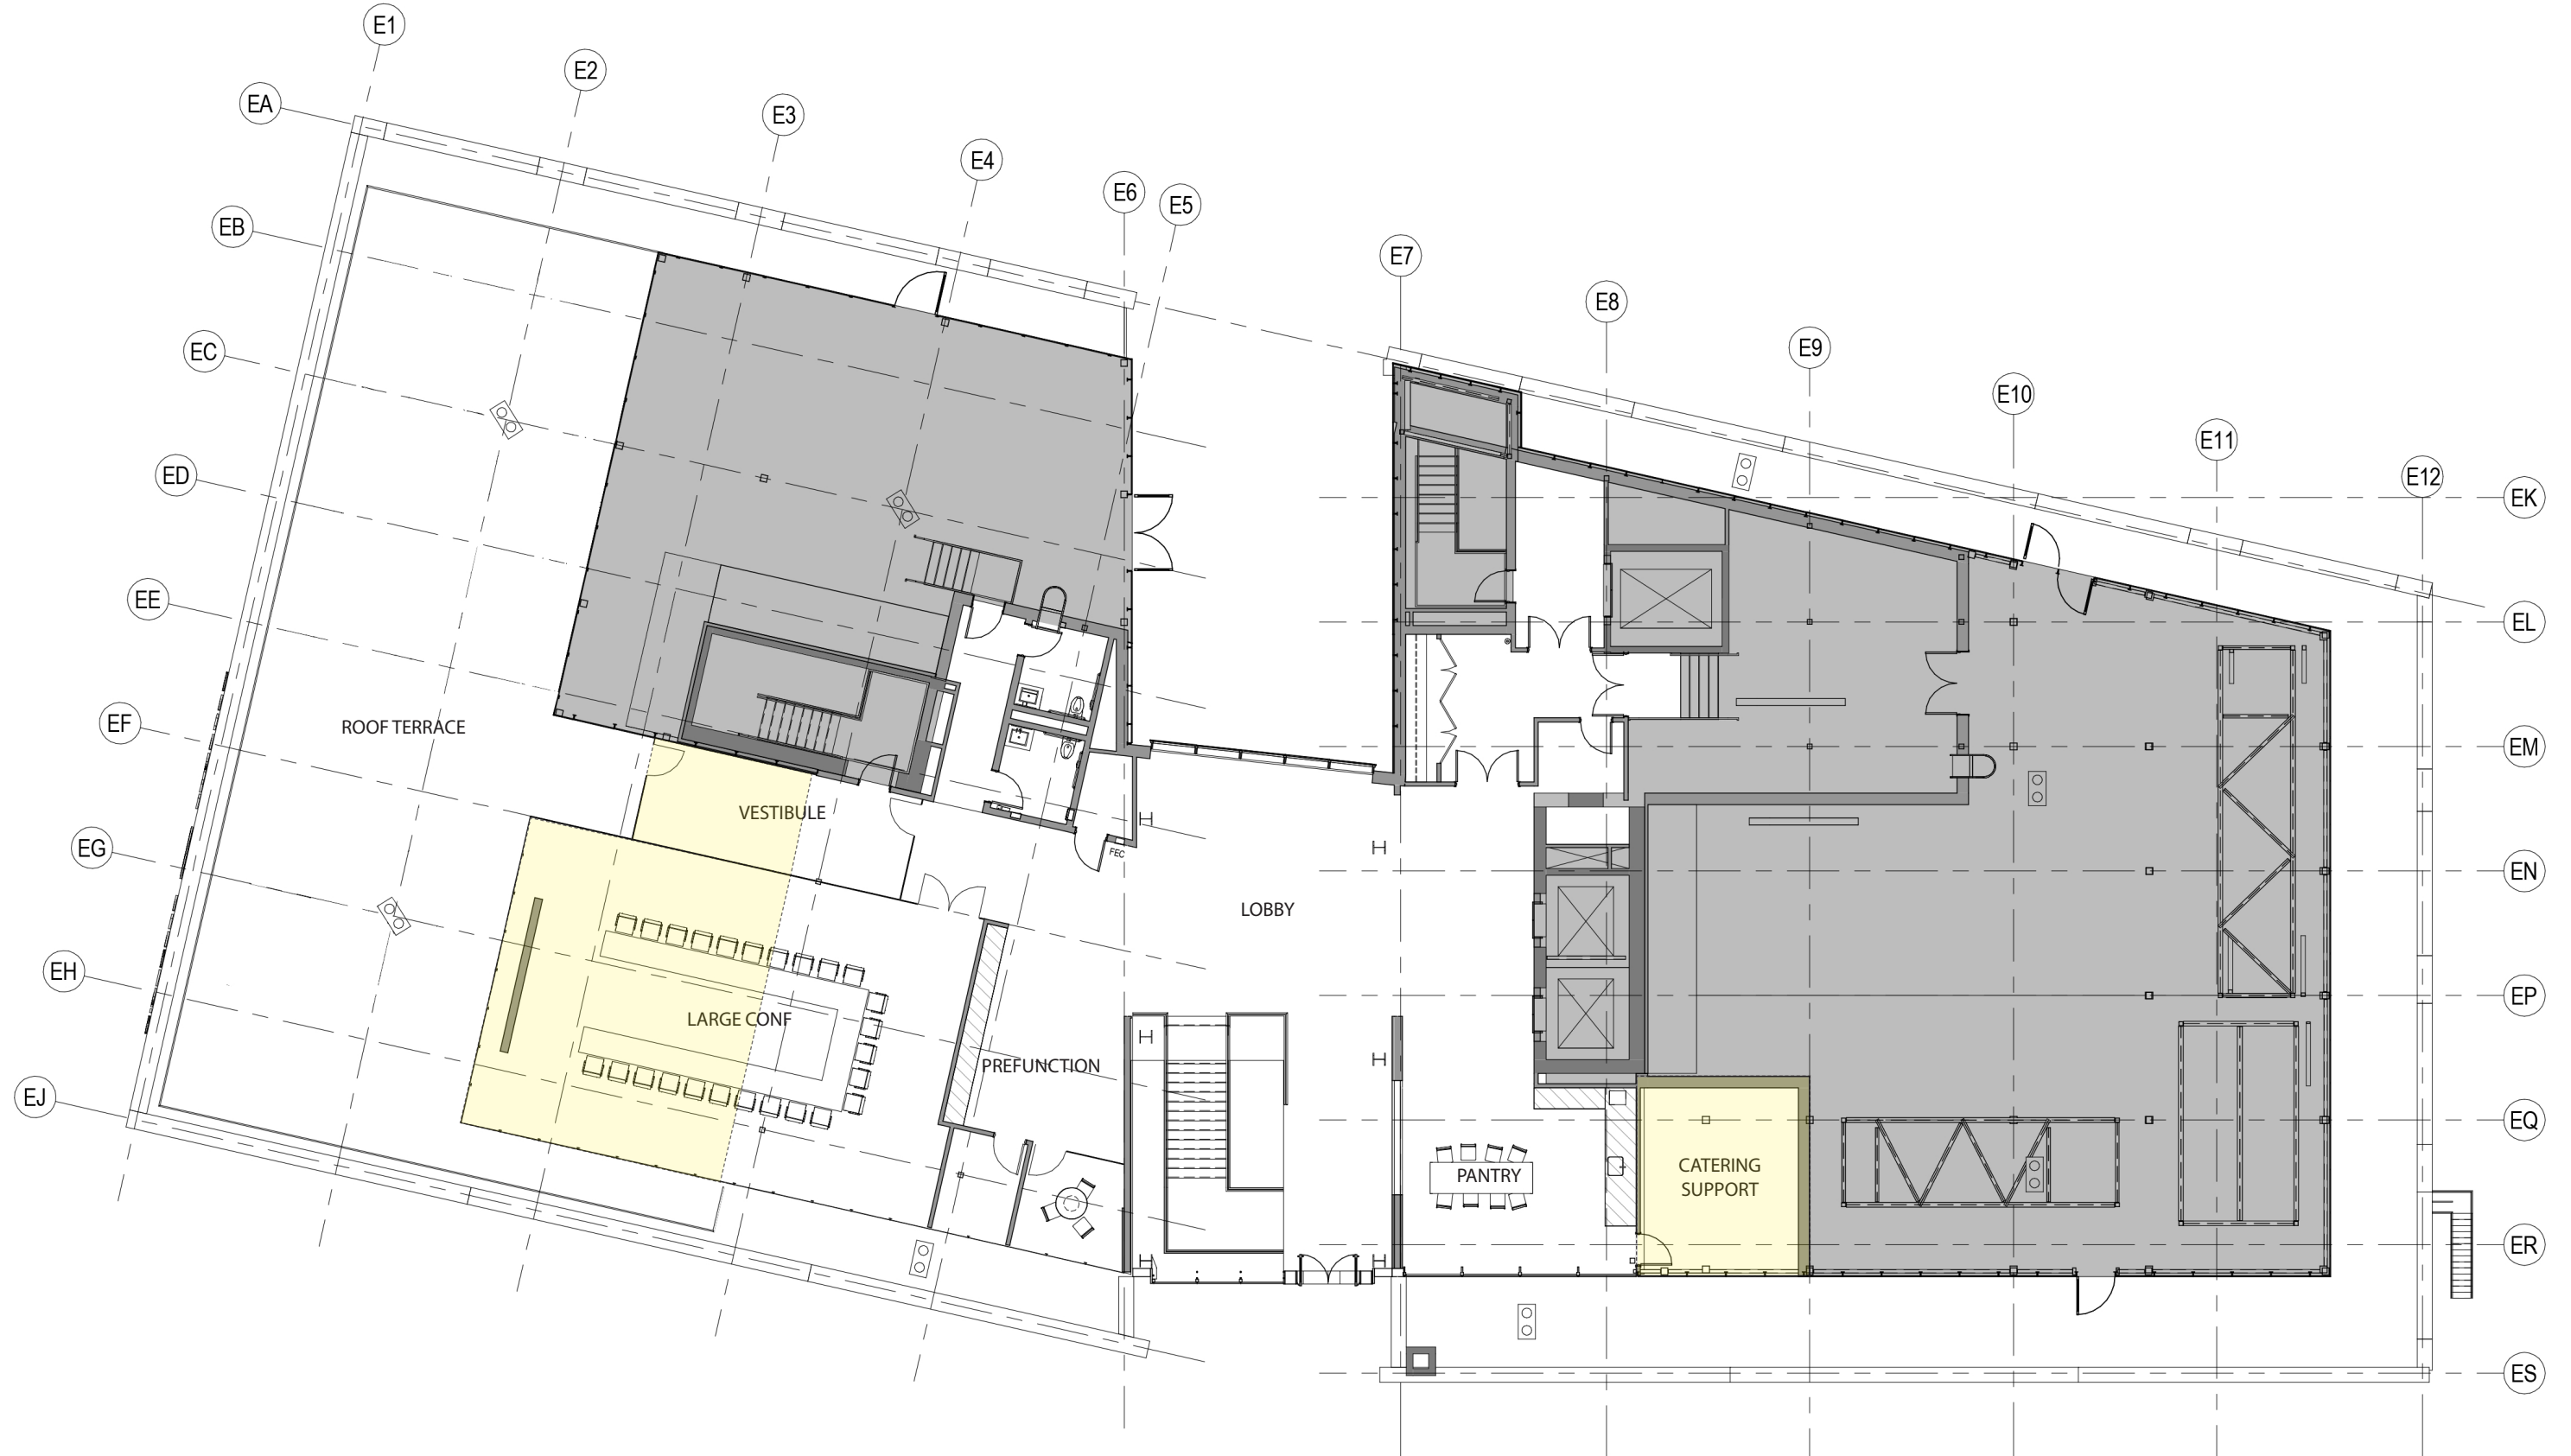 E1
E2
EA
E3
E4
E6
E5
EB
E7
E8
EC
E9
E10
E11
ED
E12
EK
EE
EL
EF
ROOF TERRACE
EM
VESTIBULE
EG
FEC
EN
LOBBY
EH
LARGE CONF
EP
PREFUNCTION
EJ
EQ
PANTRY
CATERING
SUPPORT
ER
ES